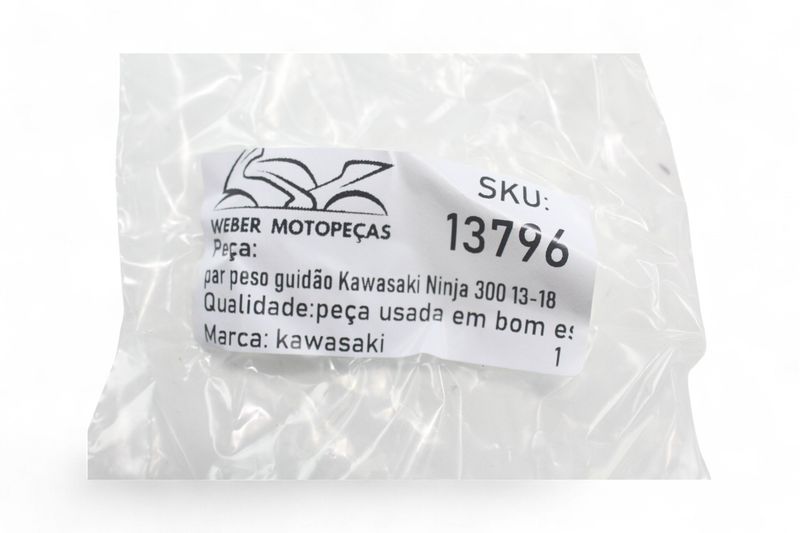 WEBER MOTOPEÇAS
SKU:
13796
Peça:
par peso guidão Kawasaki Ninja 300 13-18
Qualidade:peça usada em bom es
Marca: kawasaki
1